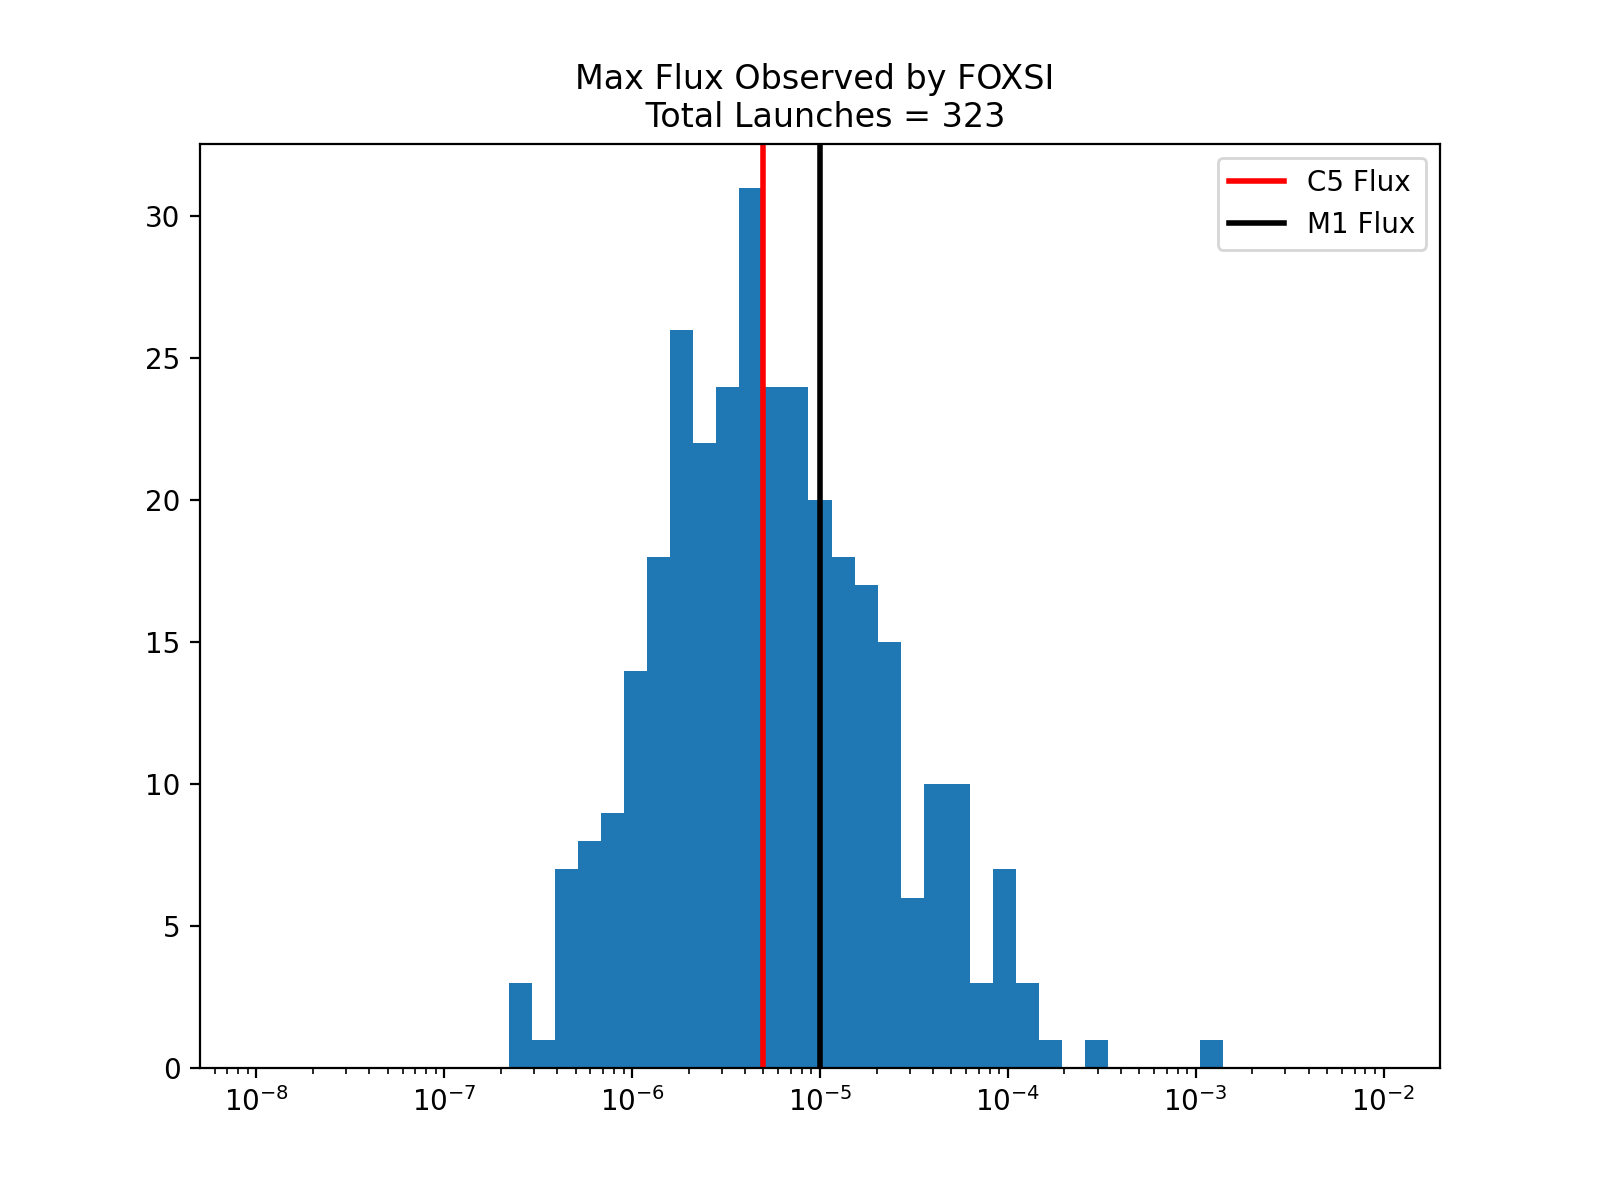 Max Flux Observed by FOXSI
Total Launches = 323
C5 Flux
M1 Flux
30
25
20
15
10
5
0
10⁻⁸ 10⁻⁷ 10⁻⁶ 10⁻⁵ 10⁻⁴ 10⁻³ 10⁻²